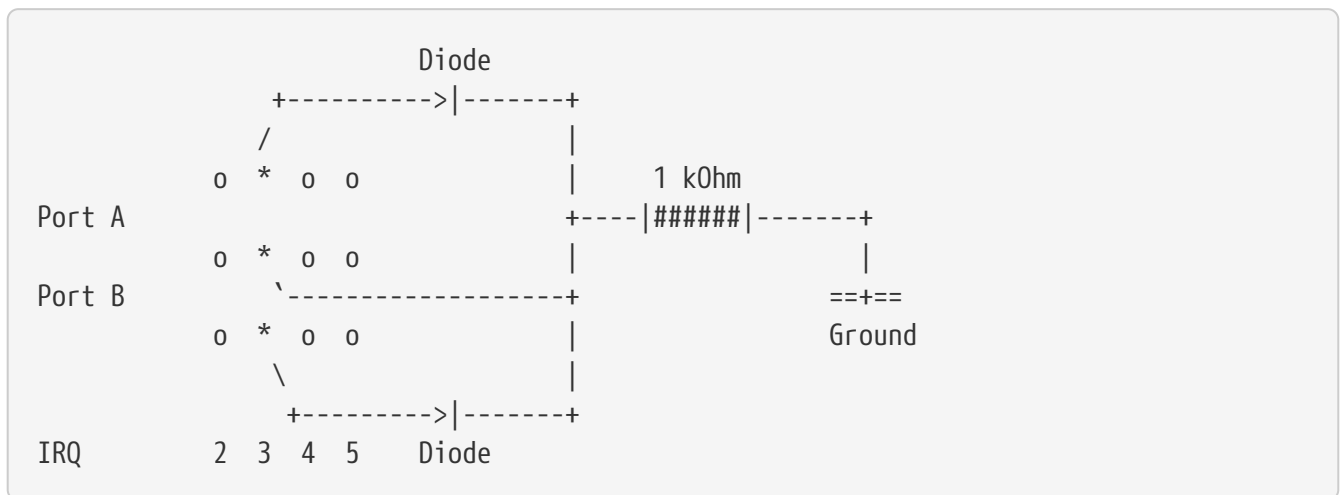 Diode
+---------->|-------+
/ |
o * o o | 1 kOhm
Port A +----|######|-------+
o * o o | |
Port B `-----------------+ ==+==
o * o o | Ground
\ |
+--------->|-------+
IRQ 2 3 4 5 Diode